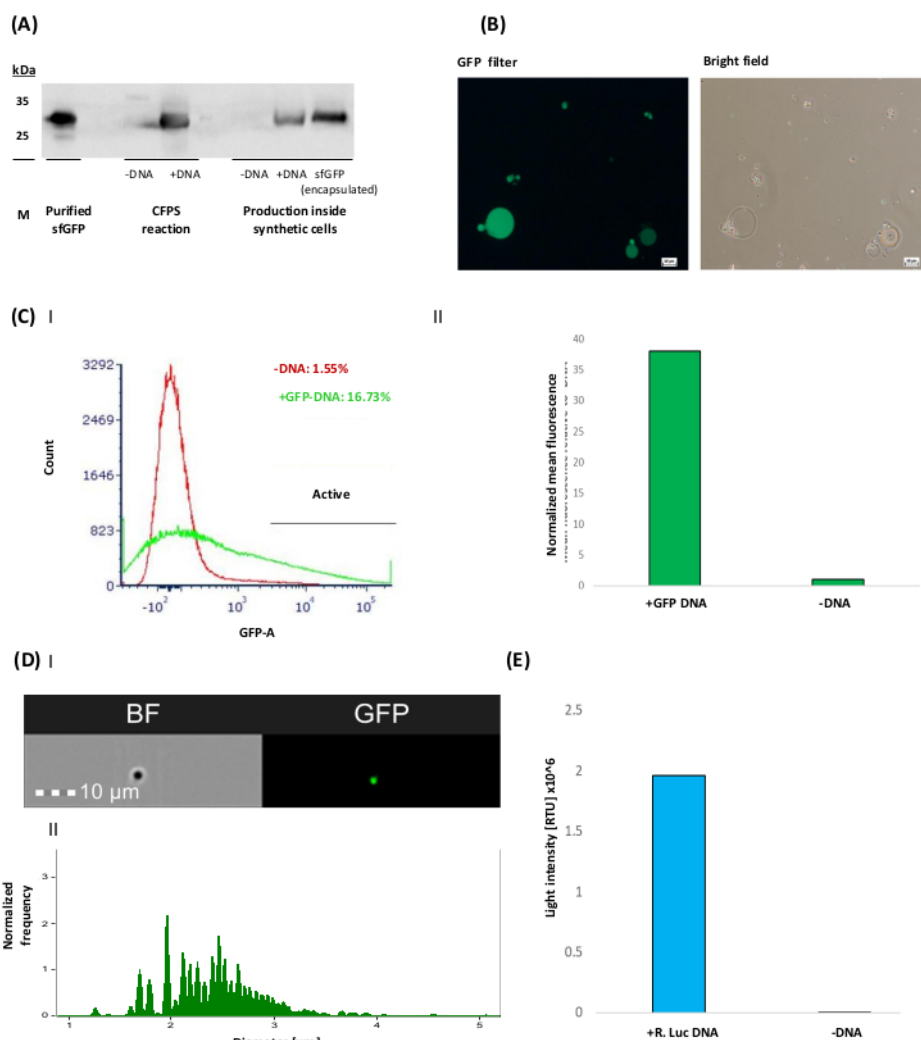 (A)
kDa
35
25
-DNA +DNA -DNA +DNA sfGFP
(encapsulated)
M Purified sfGFP CFPS reaction Production inside synthetic cells
(B)
GFP filter Bright field
(C) I
3292
2469
1646
823
0
Count
-DNA: 1.55%
+GFP-DNA: 16.73%
Active
-10² 0 10³ 10⁴ 10⁵
GFP-A
II
40
35
30
25
20
15
10
5
0
Normalized mean fluorescence
+GFP DNA -DNA
(D) I
BF GFP
10 µm
II
Normalized
frequency
3
2
1
0
1 2 3 4 5
(E)
2.5
2
1.5
1
0.5
0
Light intensity [RTU] x10^6
+R. Luc DNA -DNA